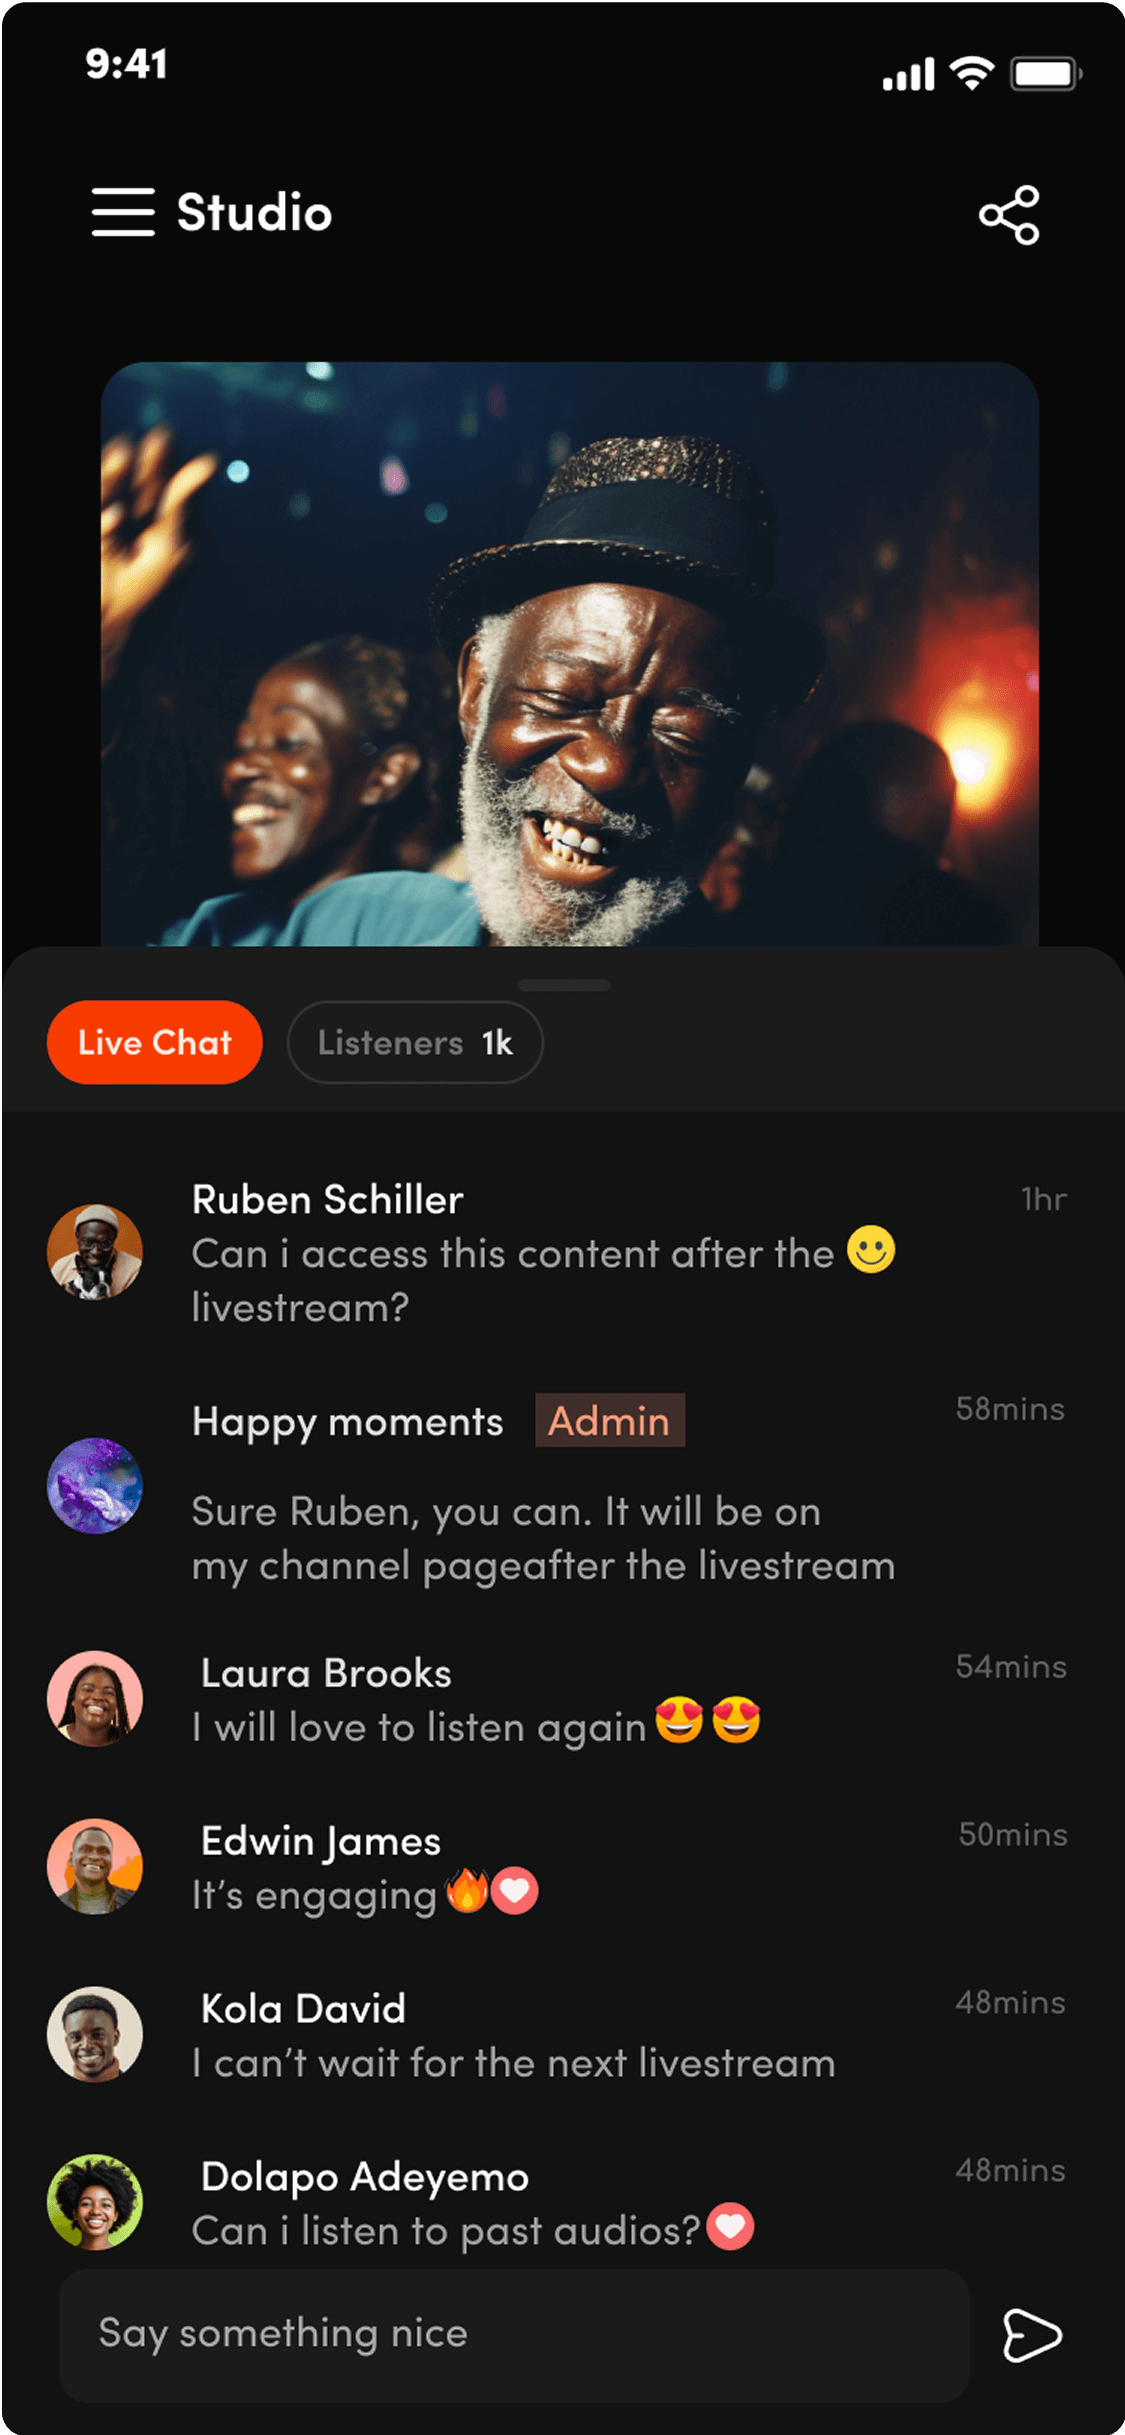 9:41
Studio
Live Chat
Listeners 1k
Ruben Schiller
1hr
Can i access this content after the 🙂
livestream?
Happy moments Admin
58mins
Sure Ruben, you can. It will be on
my channel pageafter the livestream
Laura Brooks
54mins
I will love to listen again 😍 😍
Edwin James
50mins
It’s engaging 🔥
Kola David
48mins
I can’t wait for the next livestream
Dolapo Adeyemo
48mins
Can i listen to past audios?
Say something nice